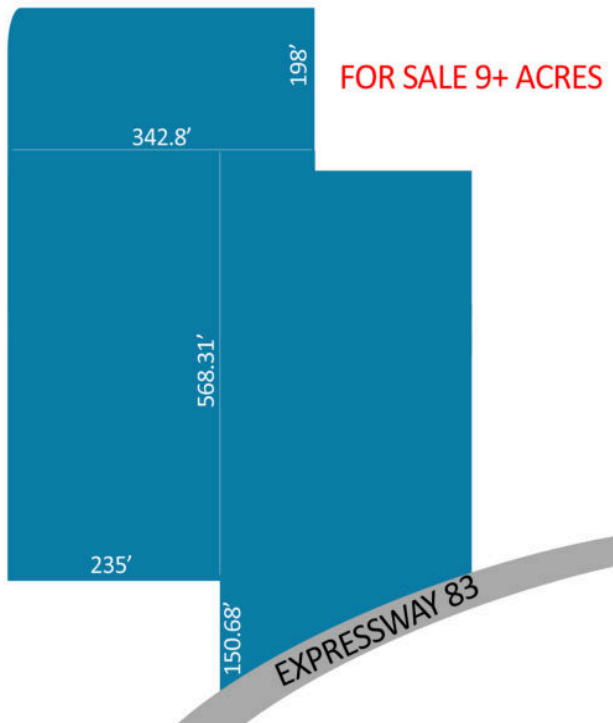 198’
FOR SALE 9+ ACRES
342.8’
568.31’
235’
150.68’
EXPRESSWAY 83